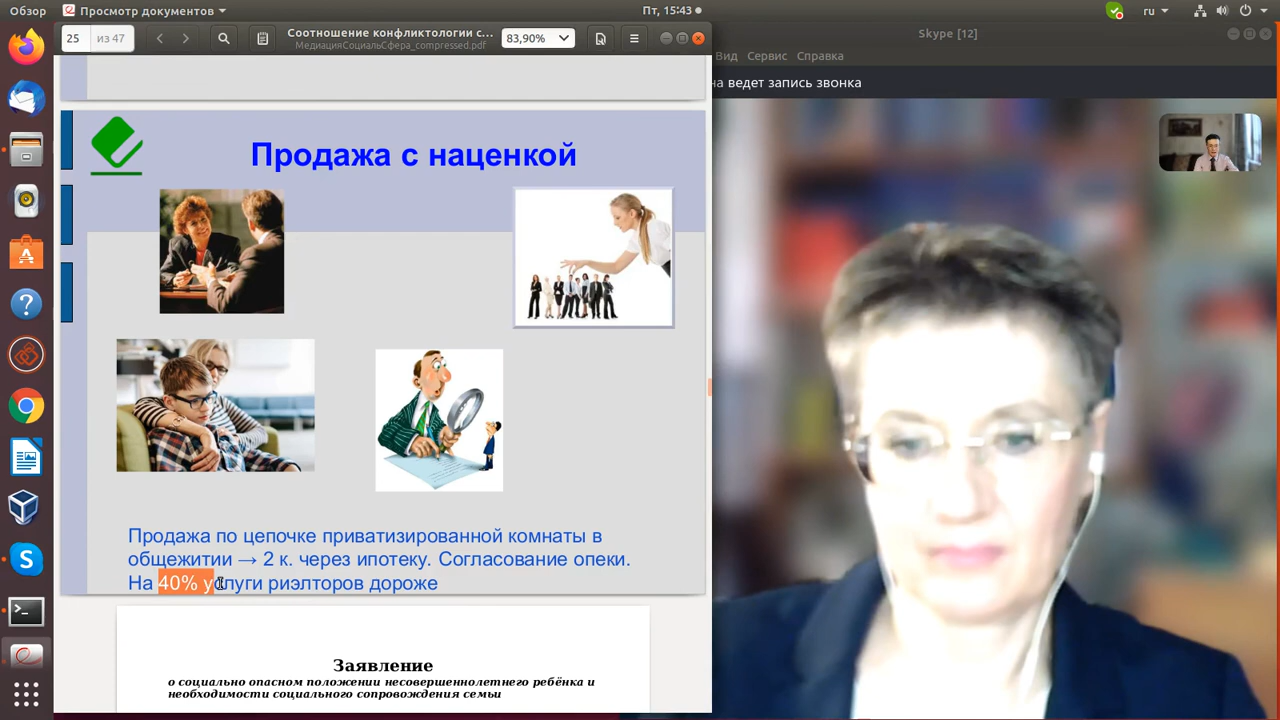 Обзор
Просмотр документов
Пт, 15:43
ru
25
из 47
Соотношение конфликтологии с...
МедиацияСоциальСфера_compressed.pdf
83,90%
Skype [12]
Вид Сервис Справка
на ведет запись звонка
Продажа с наценкой
Продажа по цепочке приватизированной комнаты в
общежитии → 2 к. через ипотеку. Согласование опеки.
На 40% услуги риэлторов дороже
Заявление
о социально опасном положении несовершеннолетнего ребёнка и
необходимости социального сопровождения семьи